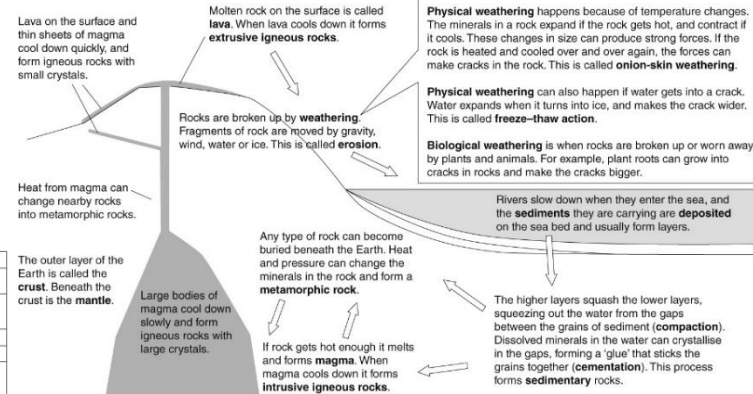 Lava on the surface and
thin sheets of magma
cool down quickly, and
form igneous rocks with
small crystals.
Molten rock on the surface is called
lava. When lava cools down it forms
extrusive igneous rocks.
Physical weathering happens because of temperature changes.
The minerals in a rock expand if the rock gets hot, and contract if
it cools. These changes in size can produce strong forces. If the
rock is heated and cooled over and over again, the forces can
make cracks in the rock. This is called onion-skin weathering.
Physical weathering can also happen if water gets into a crack.
Water expands when it turns into ice, and makes the crack wider.
This is called freeze–thaw action.
Biological weathering is when rocks are broken up or worn away
by plants and animals. For example, plant roots can grow into
cracks in rocks and make the cracks bigger.
Rocks are broken up by weathering.
Fragments of rock are moved by gravity,
wind, water or ice. This is called erosion.
Heat from magma can
change nearby rocks
into metamorphic rocks.
Rivers slow down when they enter the sea, and
the sediments they are carrying are deposited
on the sea bed and usually form layers.
The outer layer of the
Earth is called the
crust. Beneath the
crust is the mantle.
Large bodies of
magma cool down
slowly and form
igneous rocks with
large crystals.
Any type of rock can become
buried beneath the Earth. Heat
and pressure can change the
minerals in the rock and form a
metamorphic rock.
If rock gets hot enough it melts
and forms magma. When
magma cools down it forms
intrusive igneous rocks.
The higher layers squash the lower layers,
squeezing out the water from the gaps
between the grains of sediment (compaction).
Dissolved minerals in the water can crystallise
in the gaps, forming a 'glue' that sticks the
grains together (cementation). This process
forms sedimentary rocks.